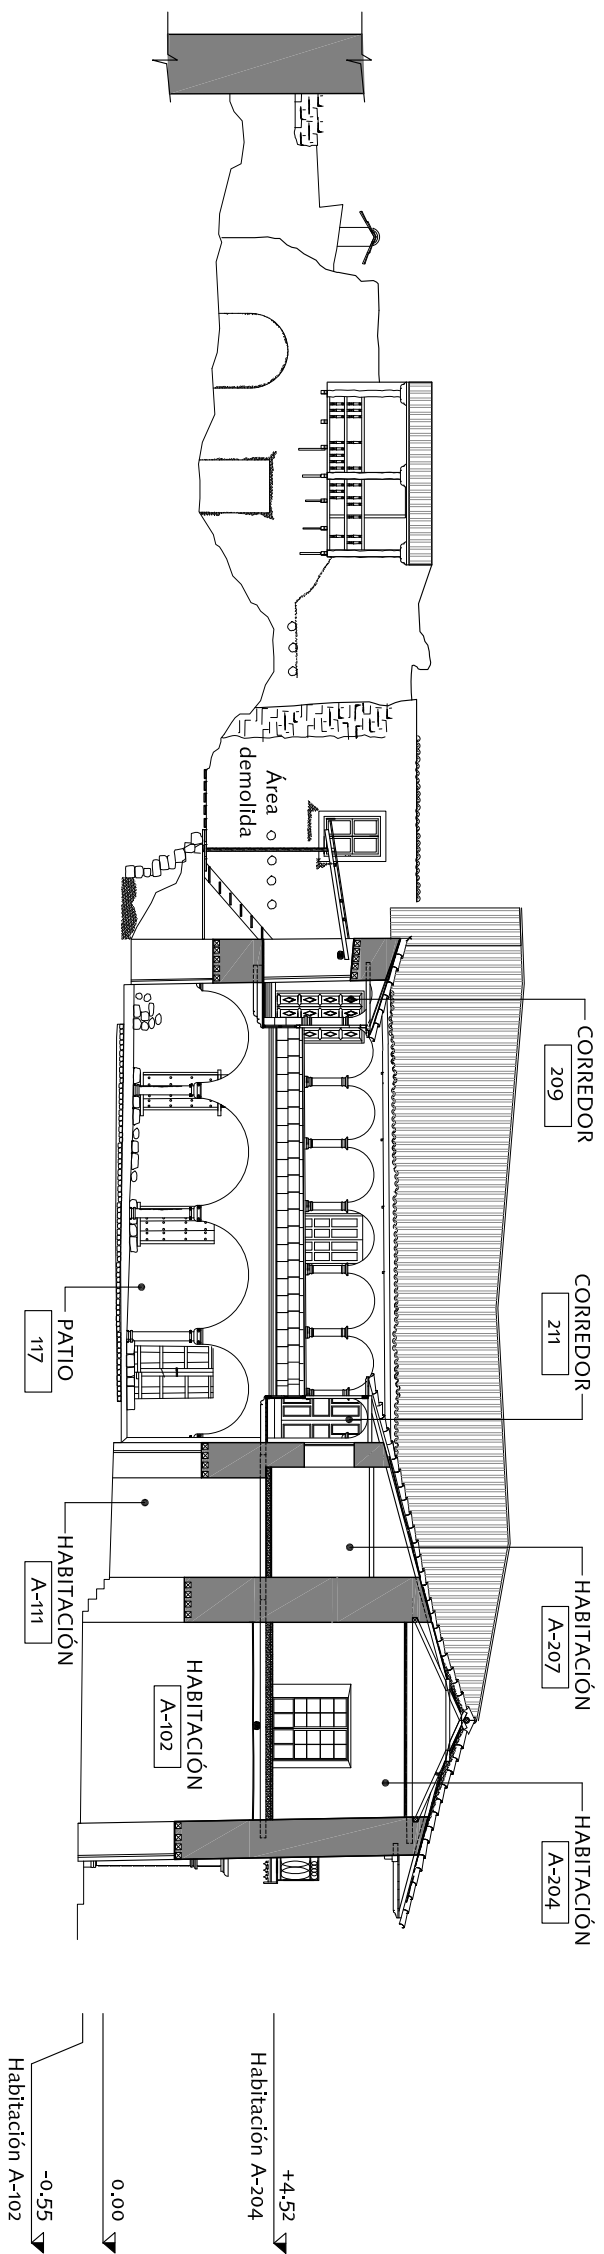 CORREDOR
209
CORREDOR
211
HABITACIÓN
A-207
HABITACIÓN
A-204
Área
demolida
PATIO
117
HABITACIÓN
A-111
HABITACIÓN
A-102
+4.52
Habitación A-204
0.00
-0.55
Habitación A-102